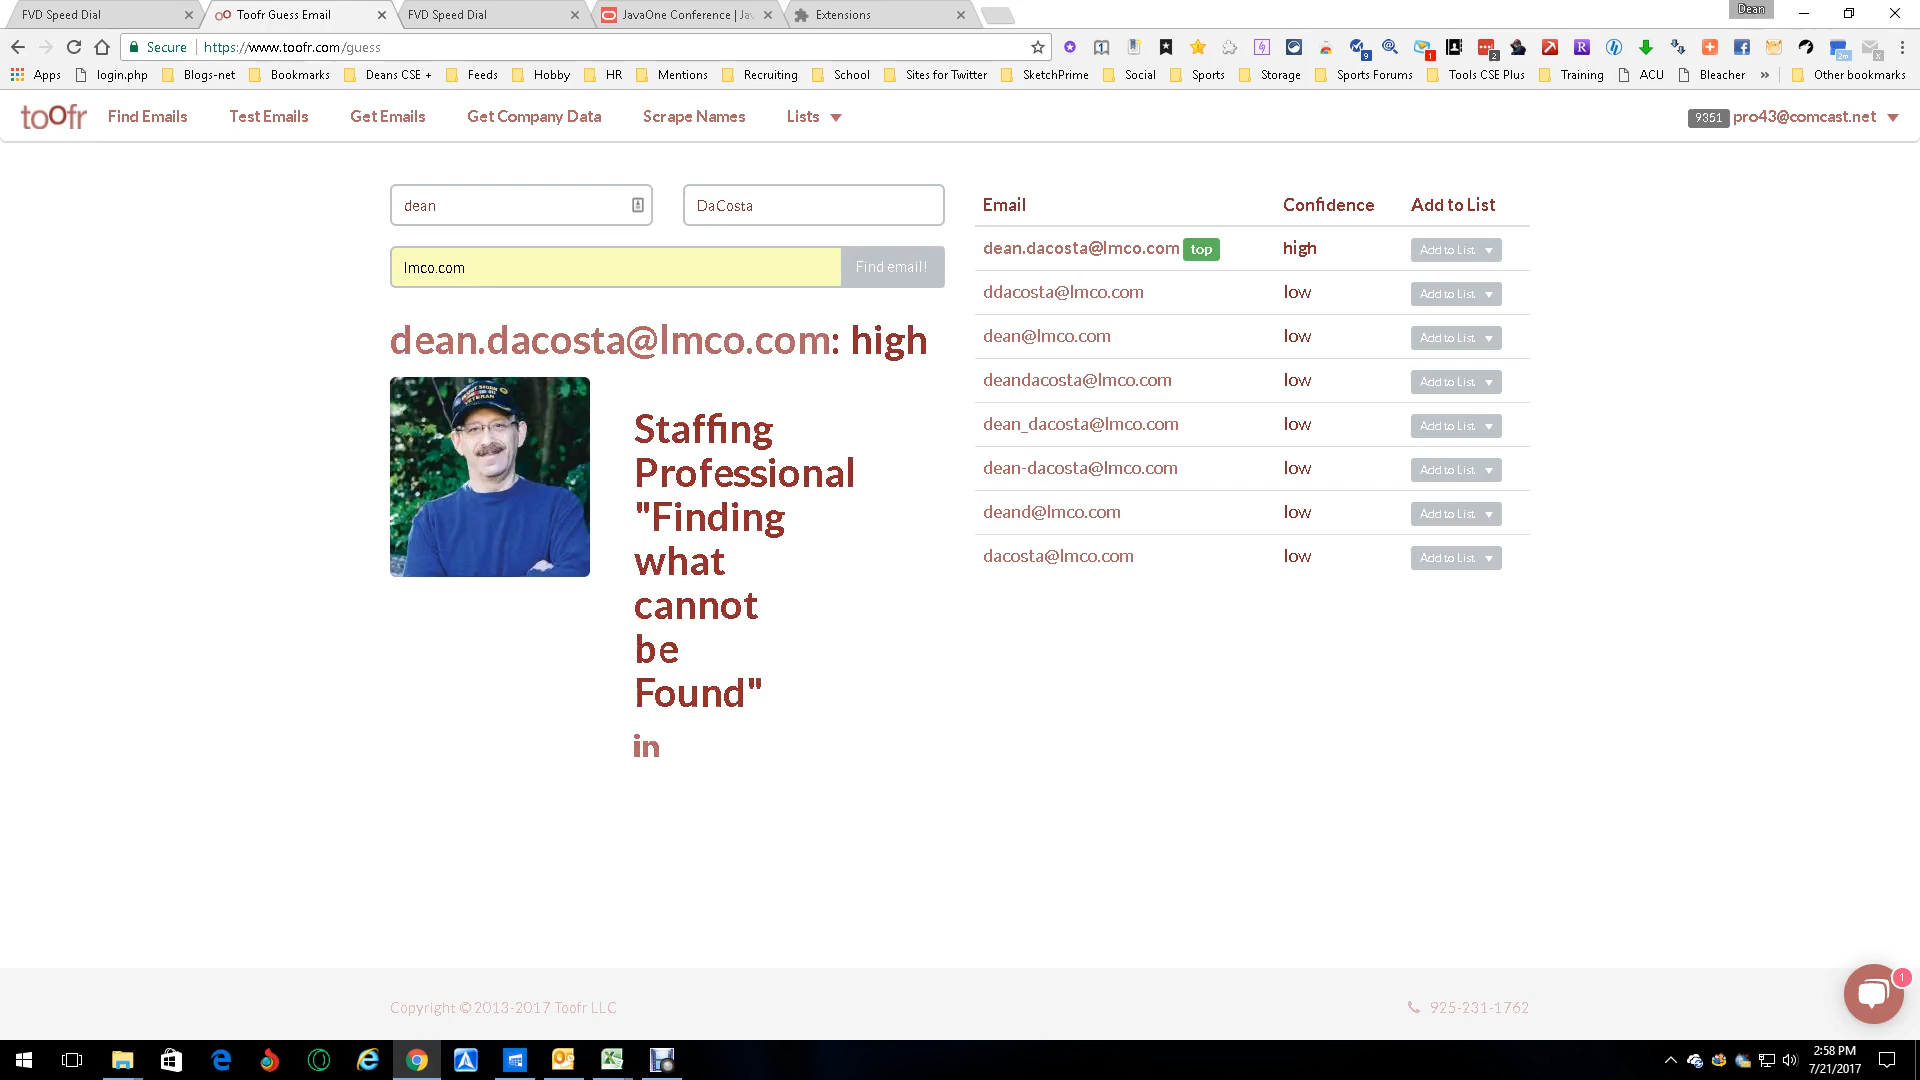 FVD Speed Dial
Toofr Guess Email
FVD Speed Dial
JavaOne Conference | Jav
Extensions
Dean
Secure
https://www.toofr.com/guess
Apps
login.php
Blogs-net
Bookmarks
Deans CSE +
Feeds
Hobby
HR
Mentions
Recruiting
School
Sites for Twitter
SketchPrime
Social
Sports
Storage
Sports Forums
Tools CSE Plus
Training
ACU
Bleacher
»
Other bookmarks
toofr
Find Emails
Test Emails
Get Emails
Get Company Data
Scrape Names
Lists
9351 pro43@comcast.net
dean
DaCosta
lmco.com
Find email!
dean.dacosta@lmco.com: high
Staffing
Professional
"Finding
what
cannot
be
Found"
in
Email Confidence Add to List
dean.dacosta@lmco.com top high Add to List
ddacosta@lmco.com low Add to List
dean@lmco.com low Add to List
deandacosta@lmco.com low Add to List
dean_dacosta@lmco.com low Add to List
dean-dacosta@lmco.com low Add to List
deand@lmco.com low Add to List
dacosta@lmco.com low Add to List
Copyright © 2013-2017 Toofr LLC
925-231-1762
1
2:58 PM
7/21/2017